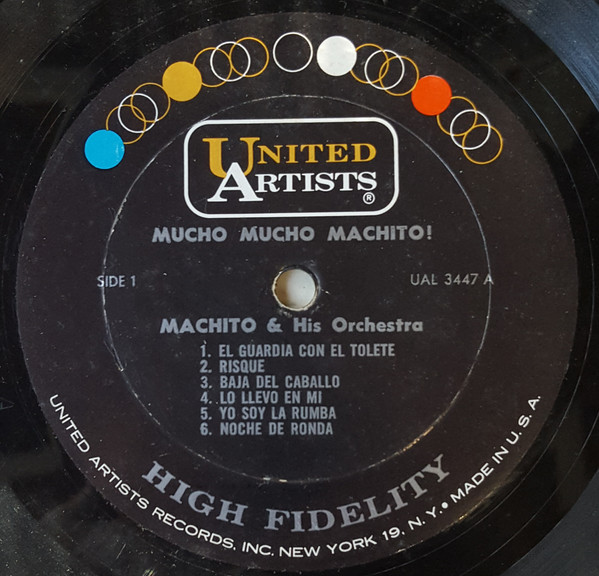 UNITED
ARTISTS
®
MUCHO MUCHO MACHITO!
SIDE 1
UAL 3447 A
MACHITO & His Orchestra
1. EL GUARDIA CON EL TOLETE
2. RISQUE
3. BAJA DEL CABALLO
4. LO LLEVO EN MI
5. YO SOY LA RUMBA
6. NOCHE DE RONDA
HIGH FIDELITY
UNITED ARTISTS RECORDS, INC. NEW YORK 19, N. Y. • MADE IN U. S. A.